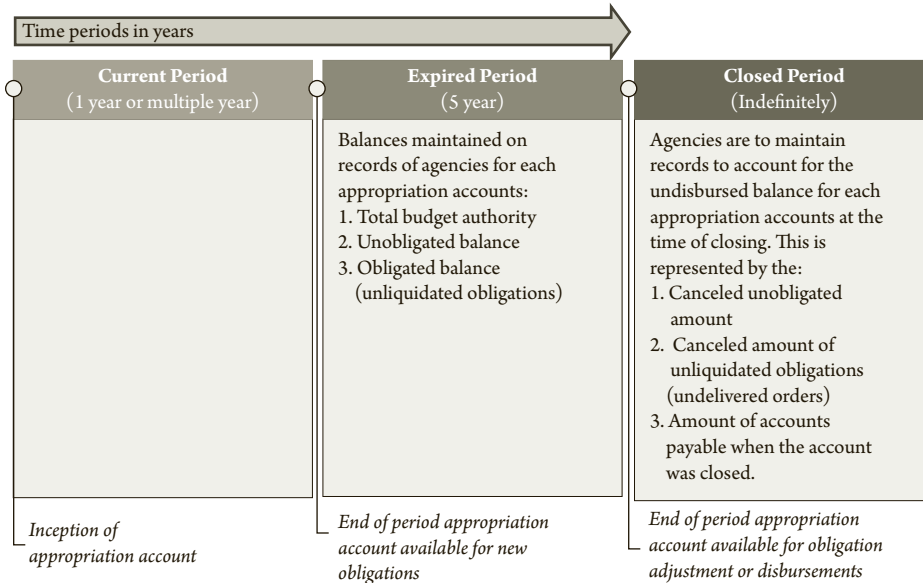 Time periods in years
Current Period
(1 year or multiple year)
Expired Period
(5 year)
Closed Period
(Indefinitely)
Balances maintained on
records of agencies for each
appropriation accounts:
1. Total budget authority
2. Unobligated balance
3. Obligated balance
(unliquidated obligations)
Agencies are to maintain
records to account for the
undisbursed balance for each
appropriation accounts at the
time of closing. This is
represented by the:
1. Canceled unobligated
amount
2. Canceled amount of
unliquidated obligations
(undelivered orders)
3. Amount of accounts
payable when the account
was closed.
Inception of
appropriation account
End of period appropriation
account available for new
obligations
End of period appropriation
account available for obligation
adjustment or disbursements